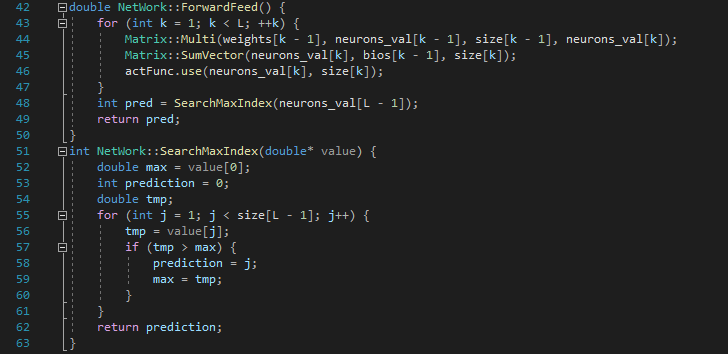 42 double NetWork::ForwardFeed() {
43     for (int k = 1; k < L; ++k) {
44         Matrix::Multi(weights[k - 1], neurons_val[k - 1], size[k - 1], neurons_val[k]);
45         Matrix::SumVector(neurons_val[k], bios[k - 1], size[k]);
46         actFunc.use(neurons_val[k], size[k]);
47     }
48     int pred = SearchMaxIndex(neurons_val[L - 1]);
49     return pred;
50 }
51 int NetWork::SearchMaxIndex(double* value) {
52     double max = value[0];
53     int prediction = 0;
54     double tmp;
55     for (int j = 1; j < size[L - 1]; j++) {
56         tmp = value[j];
57         if (tmp > max) {
58             prediction = j;
59             max = tmp;
60         }
61     }
62     return prediction;
63 }